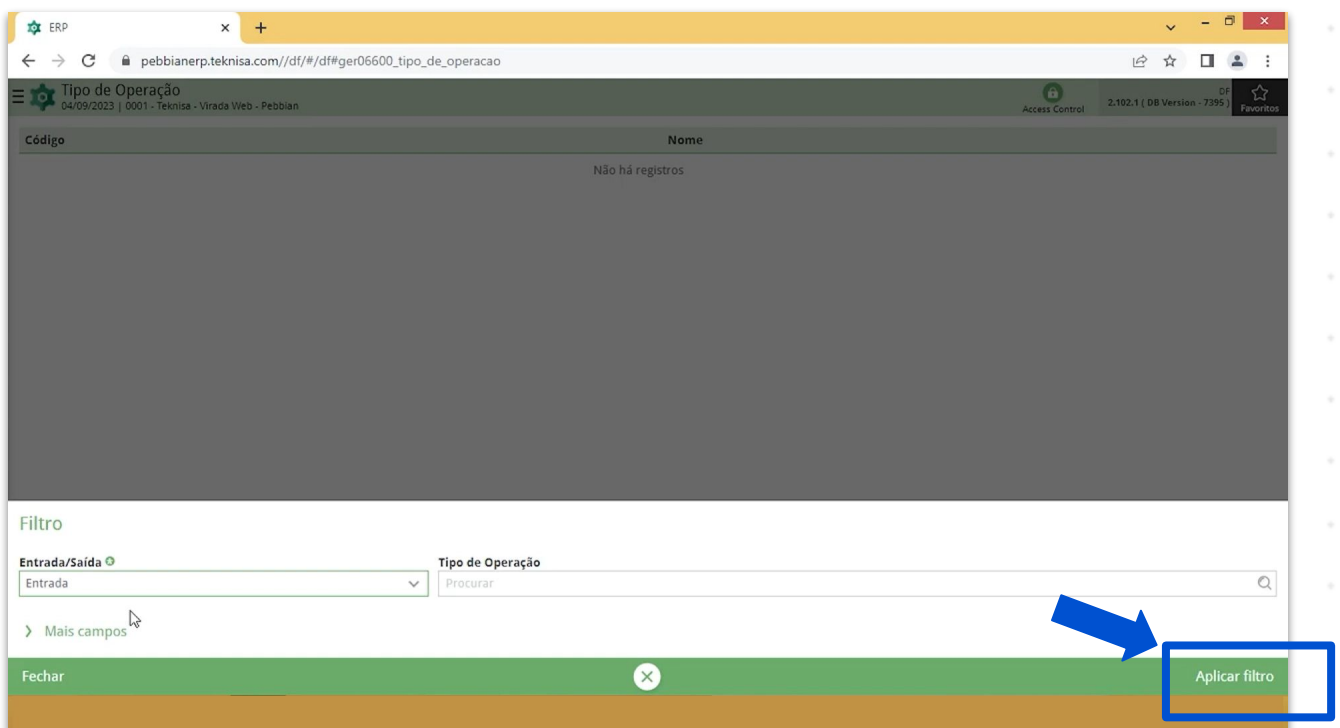 ERP
pebbianerp.teknisa.com//df/#/df#ger06600_tipo_de_operacao
Tipo de Operação
04/09/2023 | 0001 - Teknisa - Virada Web - Pebbian
Access Control
DF
2.102.1 ( DB Version - 7395 )
Favoritos
Código Nome
Não há registros
Filtro
Entrada/Saída Tipo de Operação
Entrada Procurar
Mais campos
Fechar Aplicar filtro